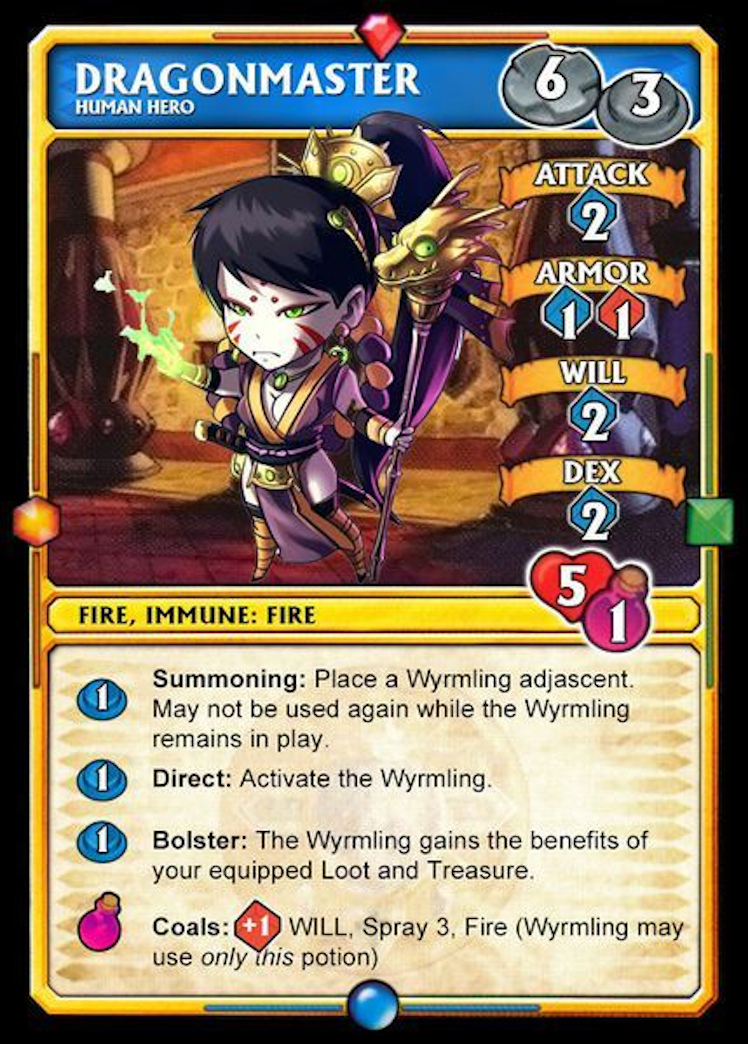 DRAGONMASTER
HUMAN HERO
6
3
ATTACK
2
ARMOR
1 1
WILL
2
DEX
2
5
1
FIRE, IMMUNE: FIRE
1 Summoning: Place a Wyrmling adjascent.
May not be used again while the Wyrmling
remains in play.
1 Direct: Activate the Wyrmling.
1 Bolster: The Wyrmling gains the benefits of
your equipped Loot and Treasure.
Coals: +1 WILL, Spray 3, Fire (Wyrmling may
use only this potion)